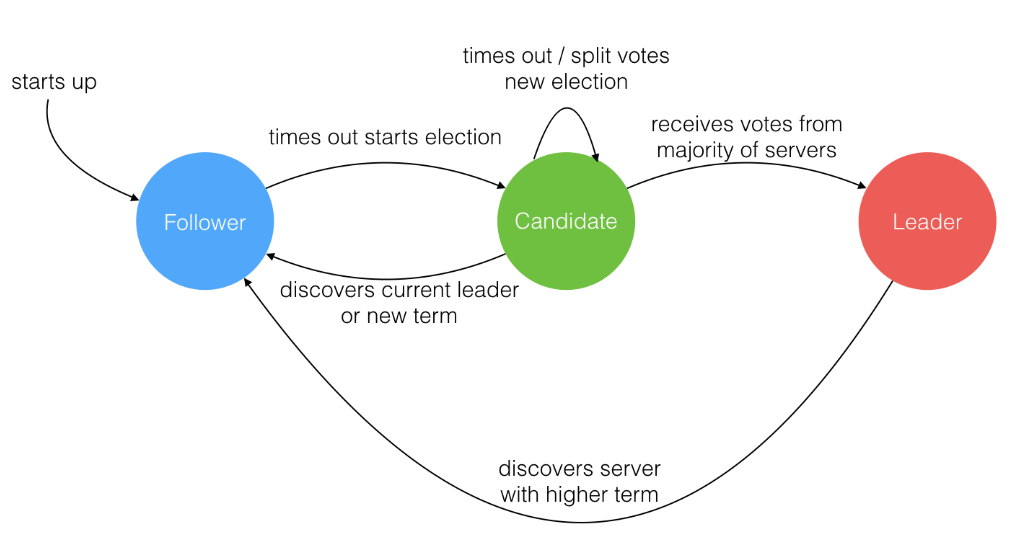 starts up
times out starts election
times out / split votes
new election
receives votes from
majority of servers
Follower
Candidate
Leader
discovers current leader
or new term
discovers server
with higher term